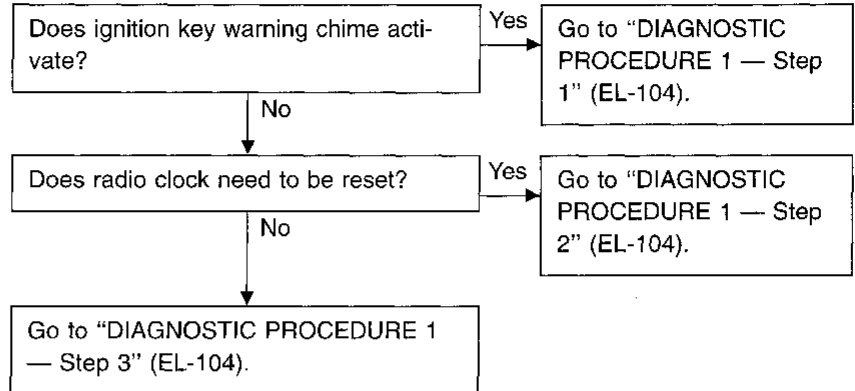 Does ignition key warning chime acti-
vate?
Yes
Go to “DIAGNOSTIC
PROCEDURE 1 — Step
1” (EL-104).
No
Does radio clock need to be reset?
Yes
Go to “DIAGNOSTIC
PROCEDURE 1 — Step
2” (EL-104).
No
Go to “DIAGNOSTIC PROCEDURE 1
— Step 3” (EL-104).